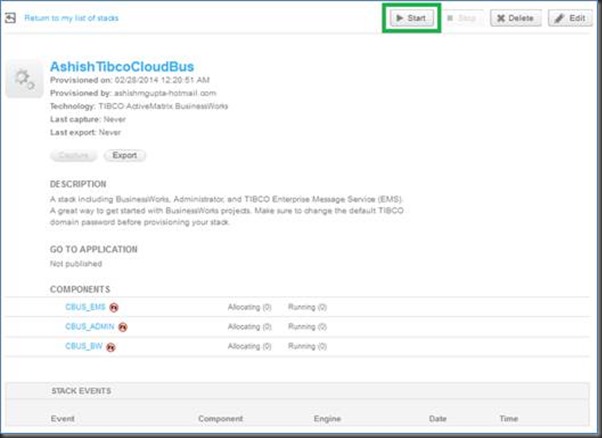 Return to my list of stacks
Start
Stop
Delete
Edit
AshishTibcoCloudBus
Provisioned on: 02/28/2014 12:20:51 AM
Provisioned by: ashishmgupta-hotmail.com
Technology: TIBCO ActiveMatrix BusinessWorks
Last capture: Never
Last export: Never
Capture
Export
DESCRIPTION
A stack including BusinessWorks, Administrator, and TIBCO Enterprise Message Service (EMS).
A great way to get started with BusinessWorks projects. Make sure to change the default TIBCO
domain password before provisioning your stack.
GO TO APPLICATION
Not published
COMPONENTS
CBUS_EMS Allocating (0) Running (0)
CBUS_ADMIN Allocating (0) Running (0)
CBUS_BW Allocating (0) Running (0)
STACK EVENTS
Event Component Engine Date Time